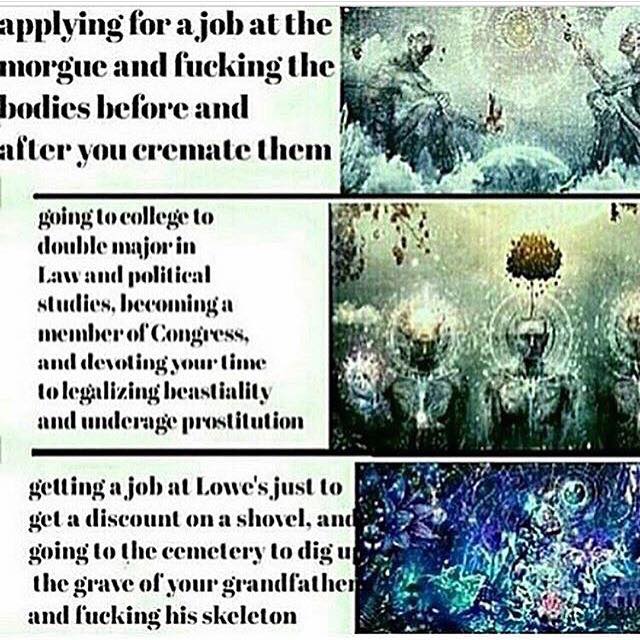 applying for a job at the
morgue and fucking the
bodies before and
after you cremate them
going to college to
double major in
Law and political
studies, becoming a
member of Congress,
and devoting your time
to legalizing beastiality
and underage prostitution
getting a job at Lowe's just to
get a discount on a shovel, and
going to the cemetery to dig up
the grave of your grandfather
and fucking his skeleton